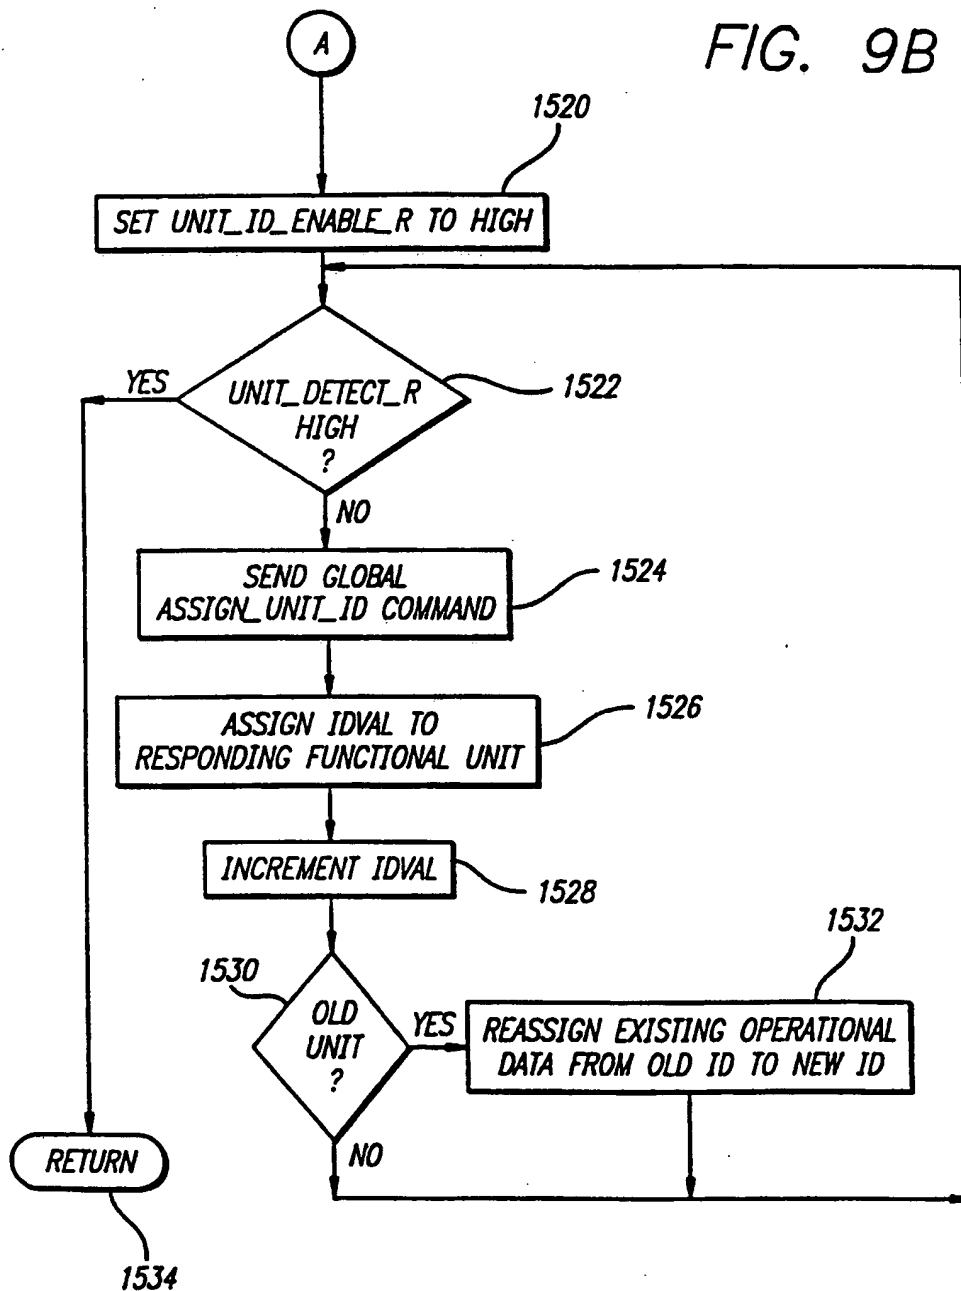 A
FIG. 9B
1520
SET UNIT_ID_ENABLE_R TO HIGH
YES
UNIT_DETECT_R
HIGH
?
1522
NO
SEND GLOBAL
ASSIGN_UNIT_ID COMMAND
1524
ASSIGN IDVAL TO
RESPONDING FUNCTIONAL UNIT
1526
INCREMENT IDVAL
1528
1530
OLD
UNIT
?
YES
1532
REASSIGN EXISTING OPERATIONAL
DATA FROM OLD ID TO NEW ID
NO
RETURN
1534